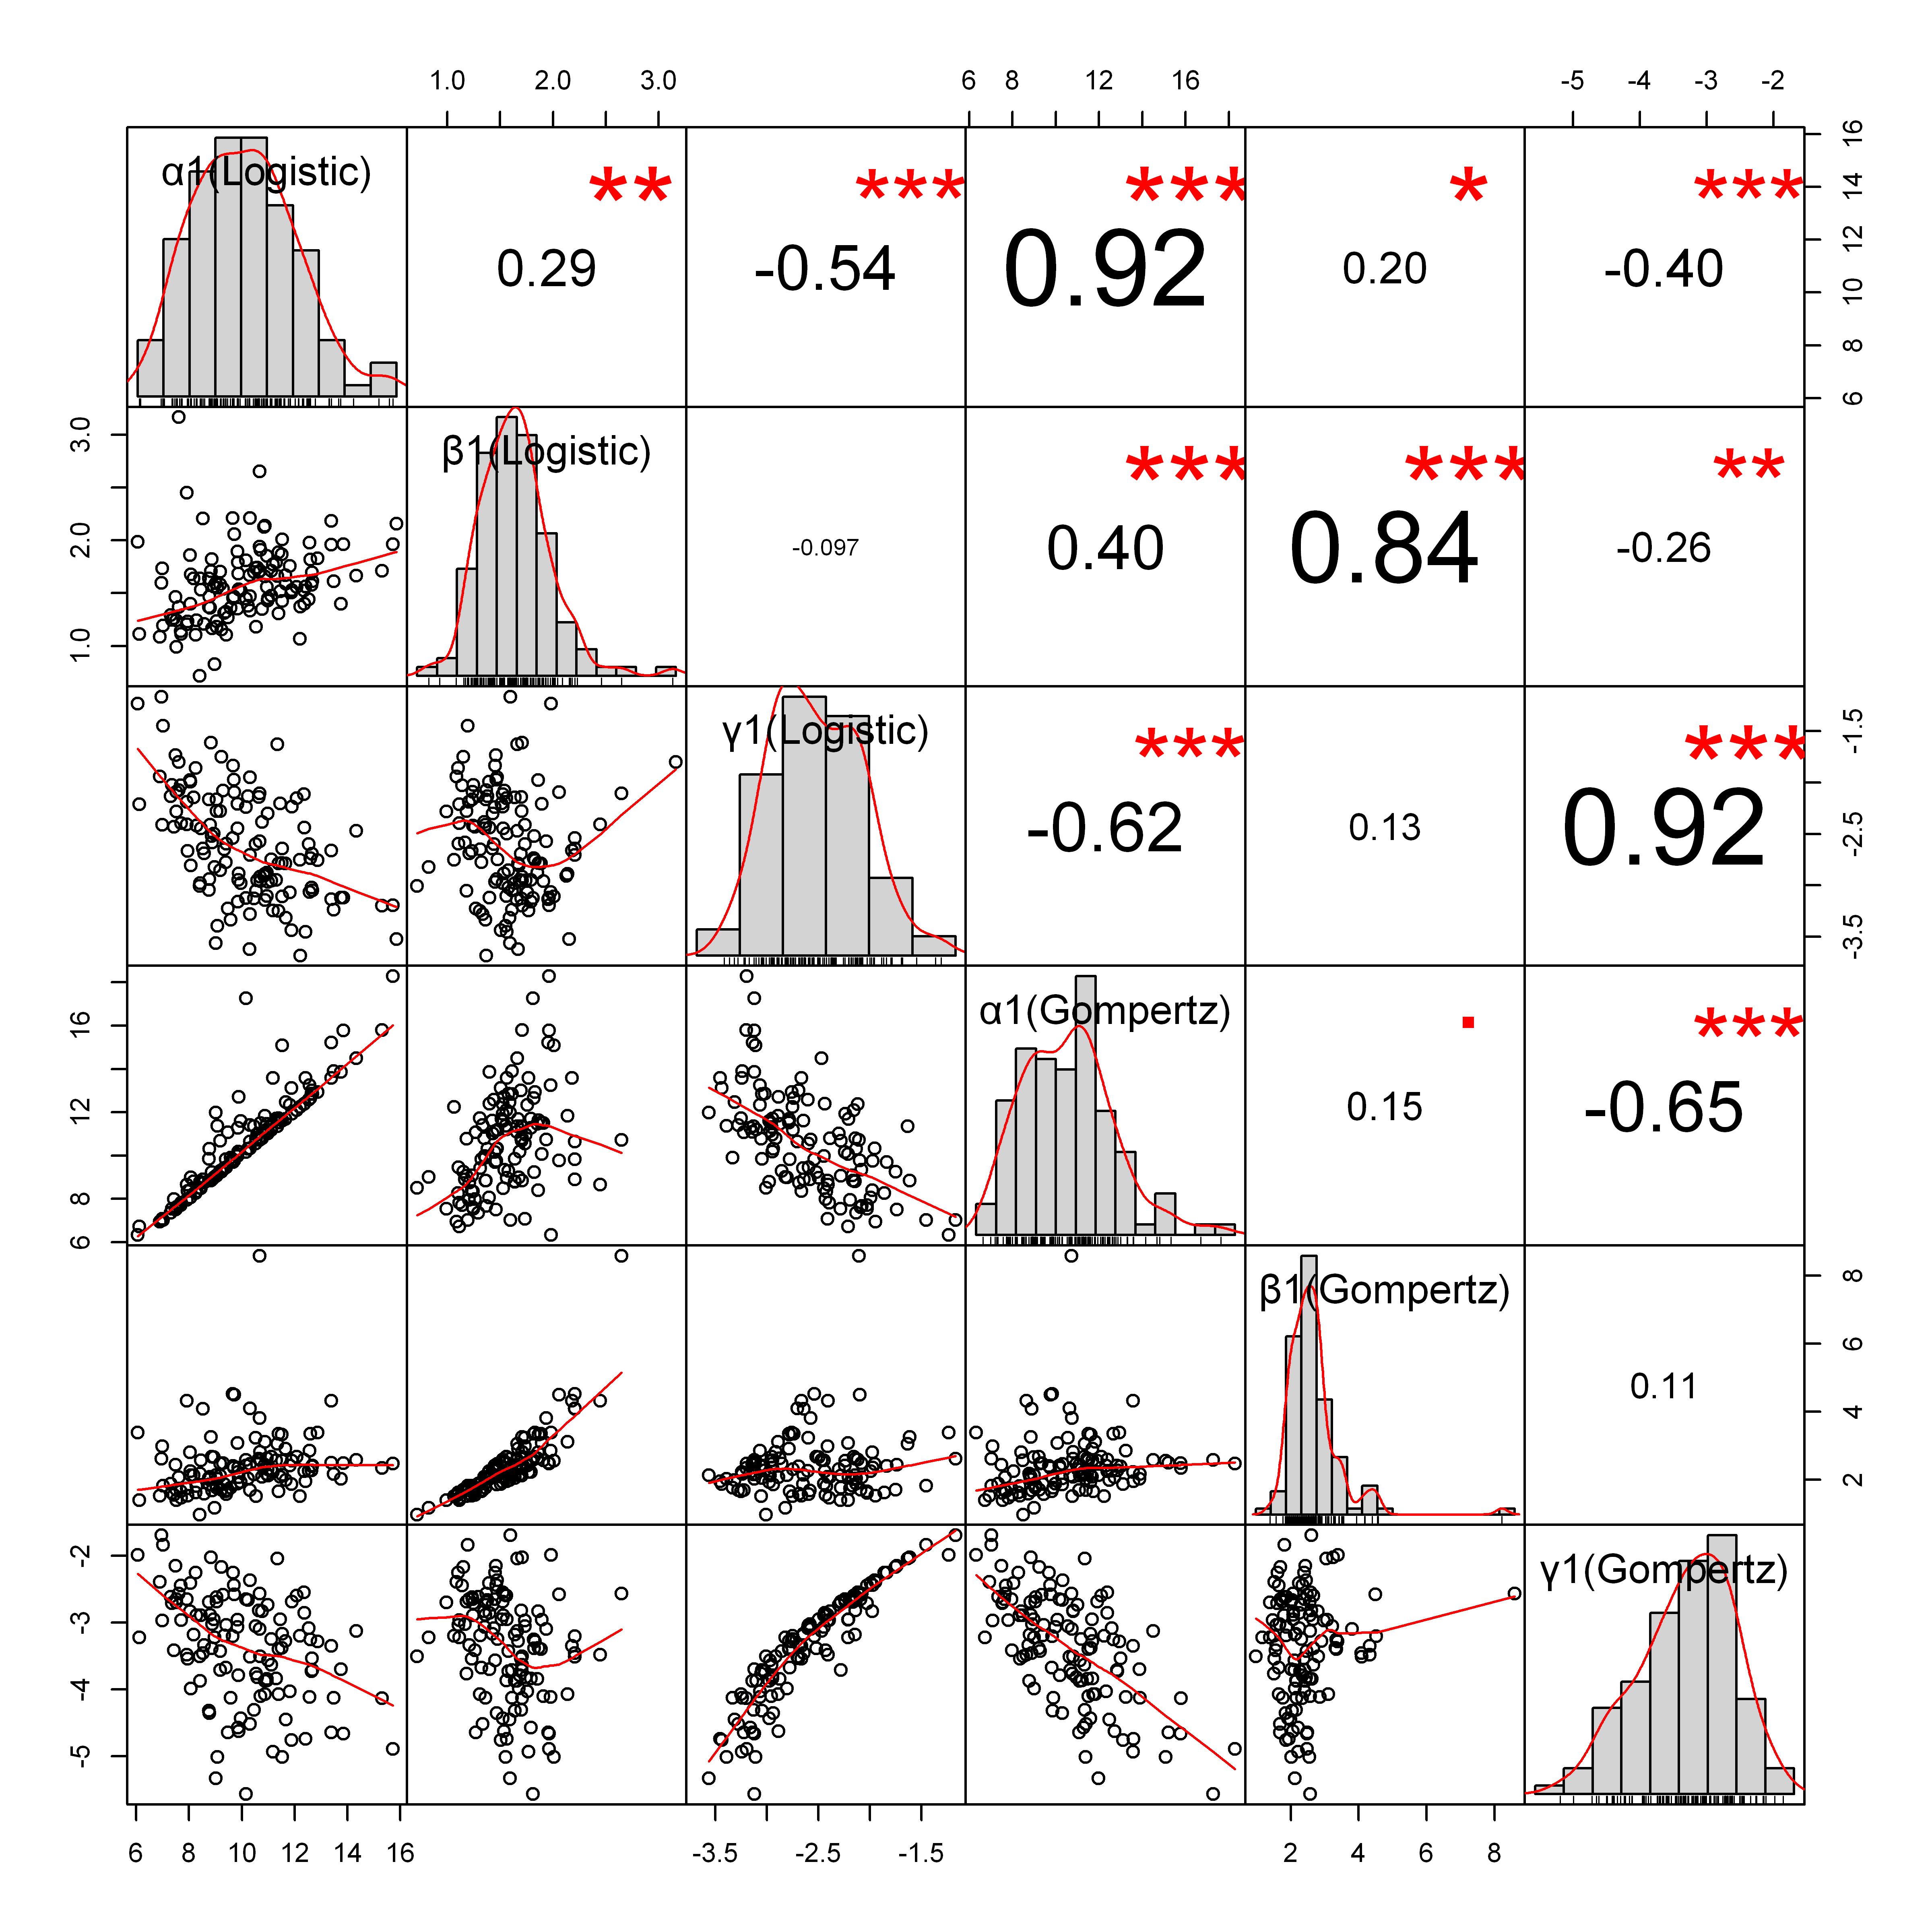 1.0 2.0 3.0 6 8 12 16 -5 -4 -3 -2
α1(Logistic) ** *** *** * ***
0.29 -0.54 0.92 0.20 -0.40
6 8 10 12 14 16
β1(Logistic) *** *** **
-0.097 0.40 0.84 -0.26
1.0 2.0 3.0
γ1(Logistic) *** ***
-0.62 0.13 0.92
-3.5 -2.5 -1.5
α1(Gompertz) . ***
0.15 -0.65
6 8 12 16
β1(Gompertz)
0.11
2 4 6 8
γ1(Gompertz)
-5 -4 -3 -2
6 8 10 12 14 16 -3.5 -2.5 -1.5 2 4 6 8